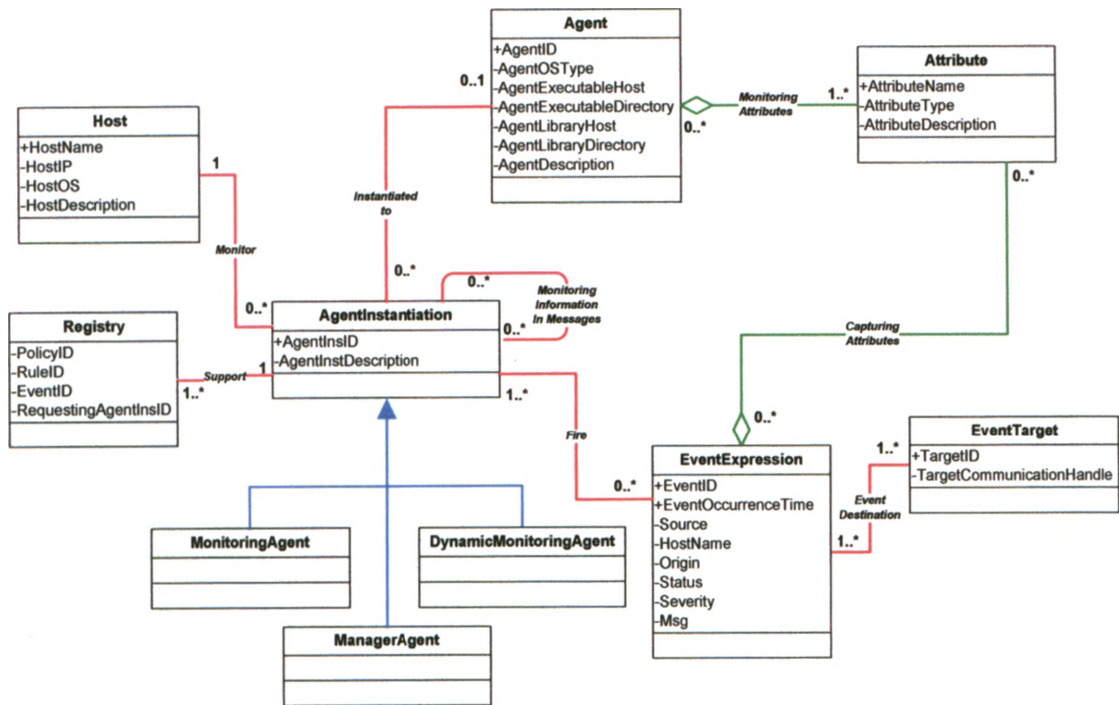 Agent
+AgentID
-AgentOSType
-AgentExecutableHost
-AgentExecutableDirectory
-AgentLibraryHost
-AgentLibraryDirectory
-AgentDescription
Attribute
+AttributeName
-AttributeType
-AttributeDescription
0..1
1..*
Monitoring
Attributes
0..*
Host
+HostName
-HostIP
-HostOS
-HostDescription
1
0..*
Instantiated
to
Monitor
0..*
0..*
0..*
Monitoring
Information
In Messages
0..*
AgentInstantiation
+AgentInsID
-AgentInstDescription
Registry
-PolicyID
-RuleID
-EventID
-RequestingAgentInsID
1
Support
1..*
1..*
Capturing
Attributes
0..*
Fire
0..*
EventExpression
+EventID
+EventOccurrenceTime
-Source
-HostName
-Origin
-Status
-Severity
-Msg
EventTarget
+TargetID
-TargetCommunicationHandle
1..*
Event
Destination
1..*
MonitoringAgent
DynamicMonitoringAgent
ManagerAgent